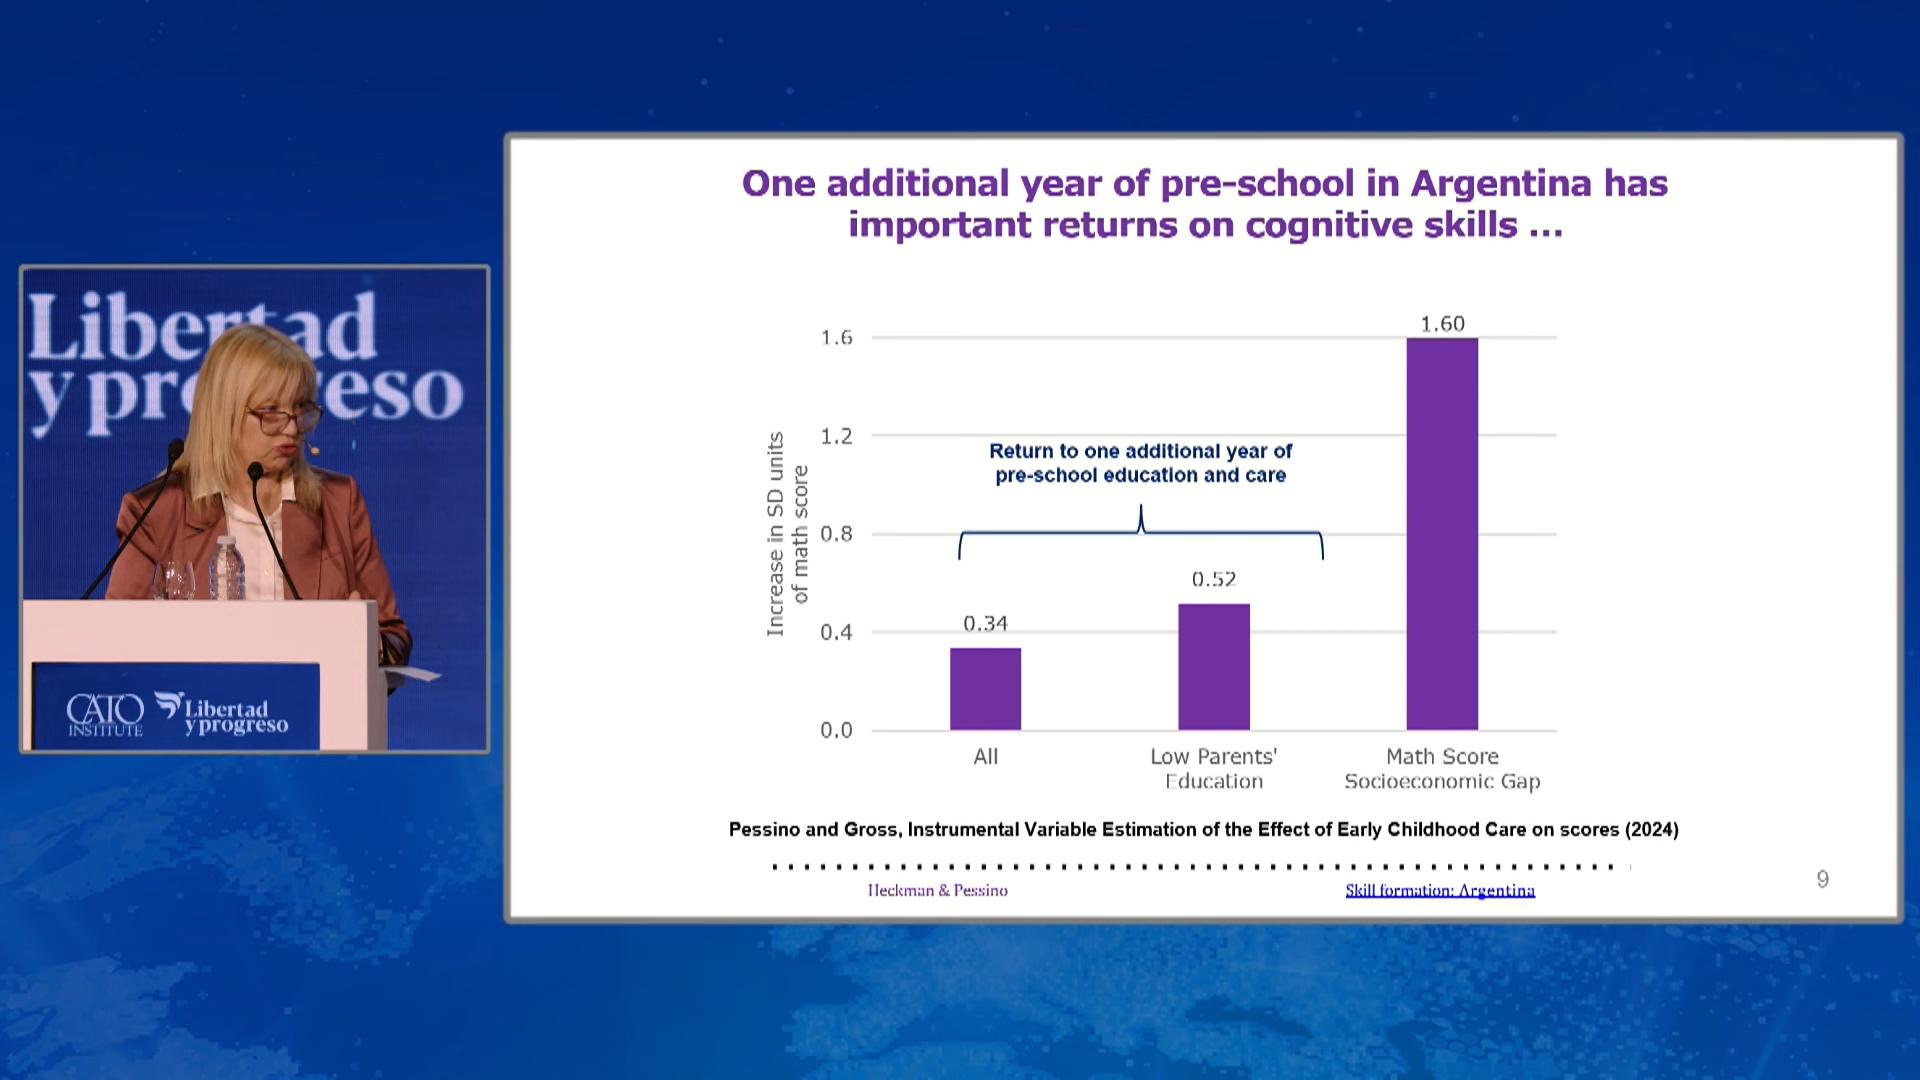 Libertad
y progreso
CATO
INSTITUTE
Libertad
y progreso
One additional year of pre-school in Argentina has
important returns on cognitive skills ...
Increase in SD units
of math score
1.6
1.2
0.8
0.4
0.0
Return to one additional year of
pre-school education and care
0.34
0.52
1.60
All
Low Parents'
Education
Math Score
Socioeconomic Gap
Pessino and Gross, Instrumental Variable Estimation of the Effect of Early Childhood Care on scores (2024)
Heckman & Pessino
Skill formation: Argentina
9